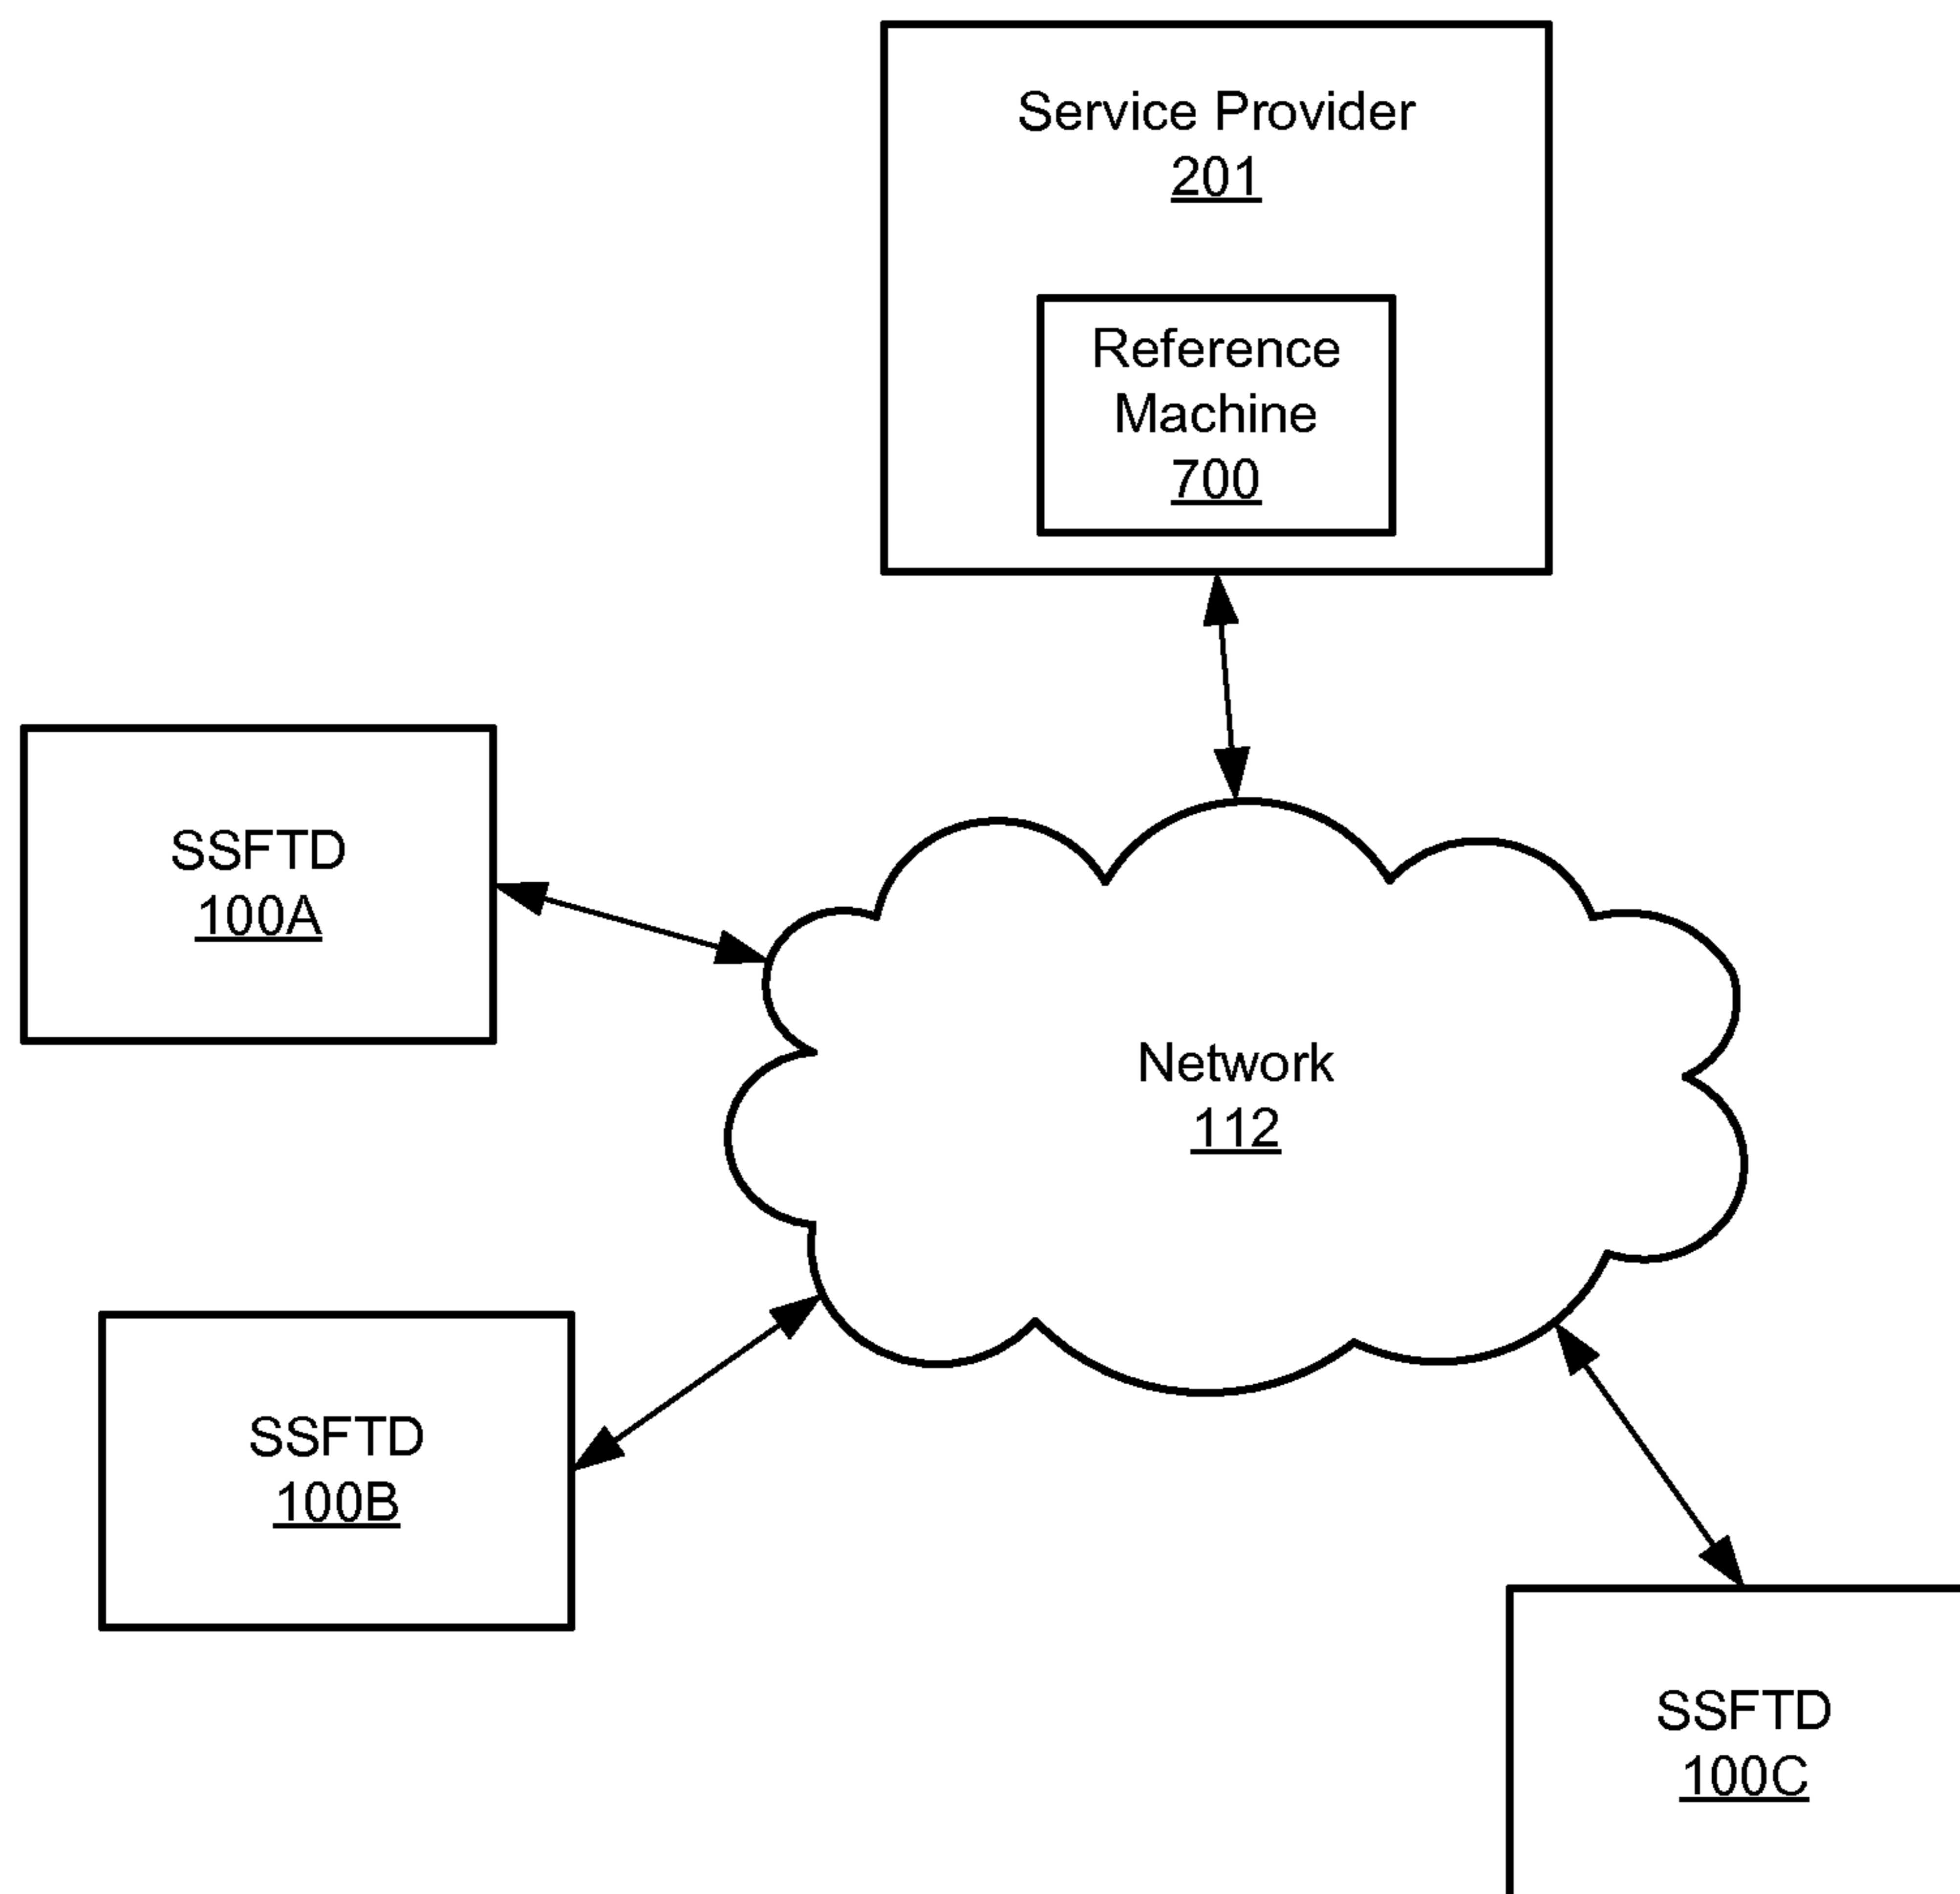 Service Provider
201
Reference
Machine
700
SSFTD
100A
Network
112
SSFTD
100B
SSFTD
100C